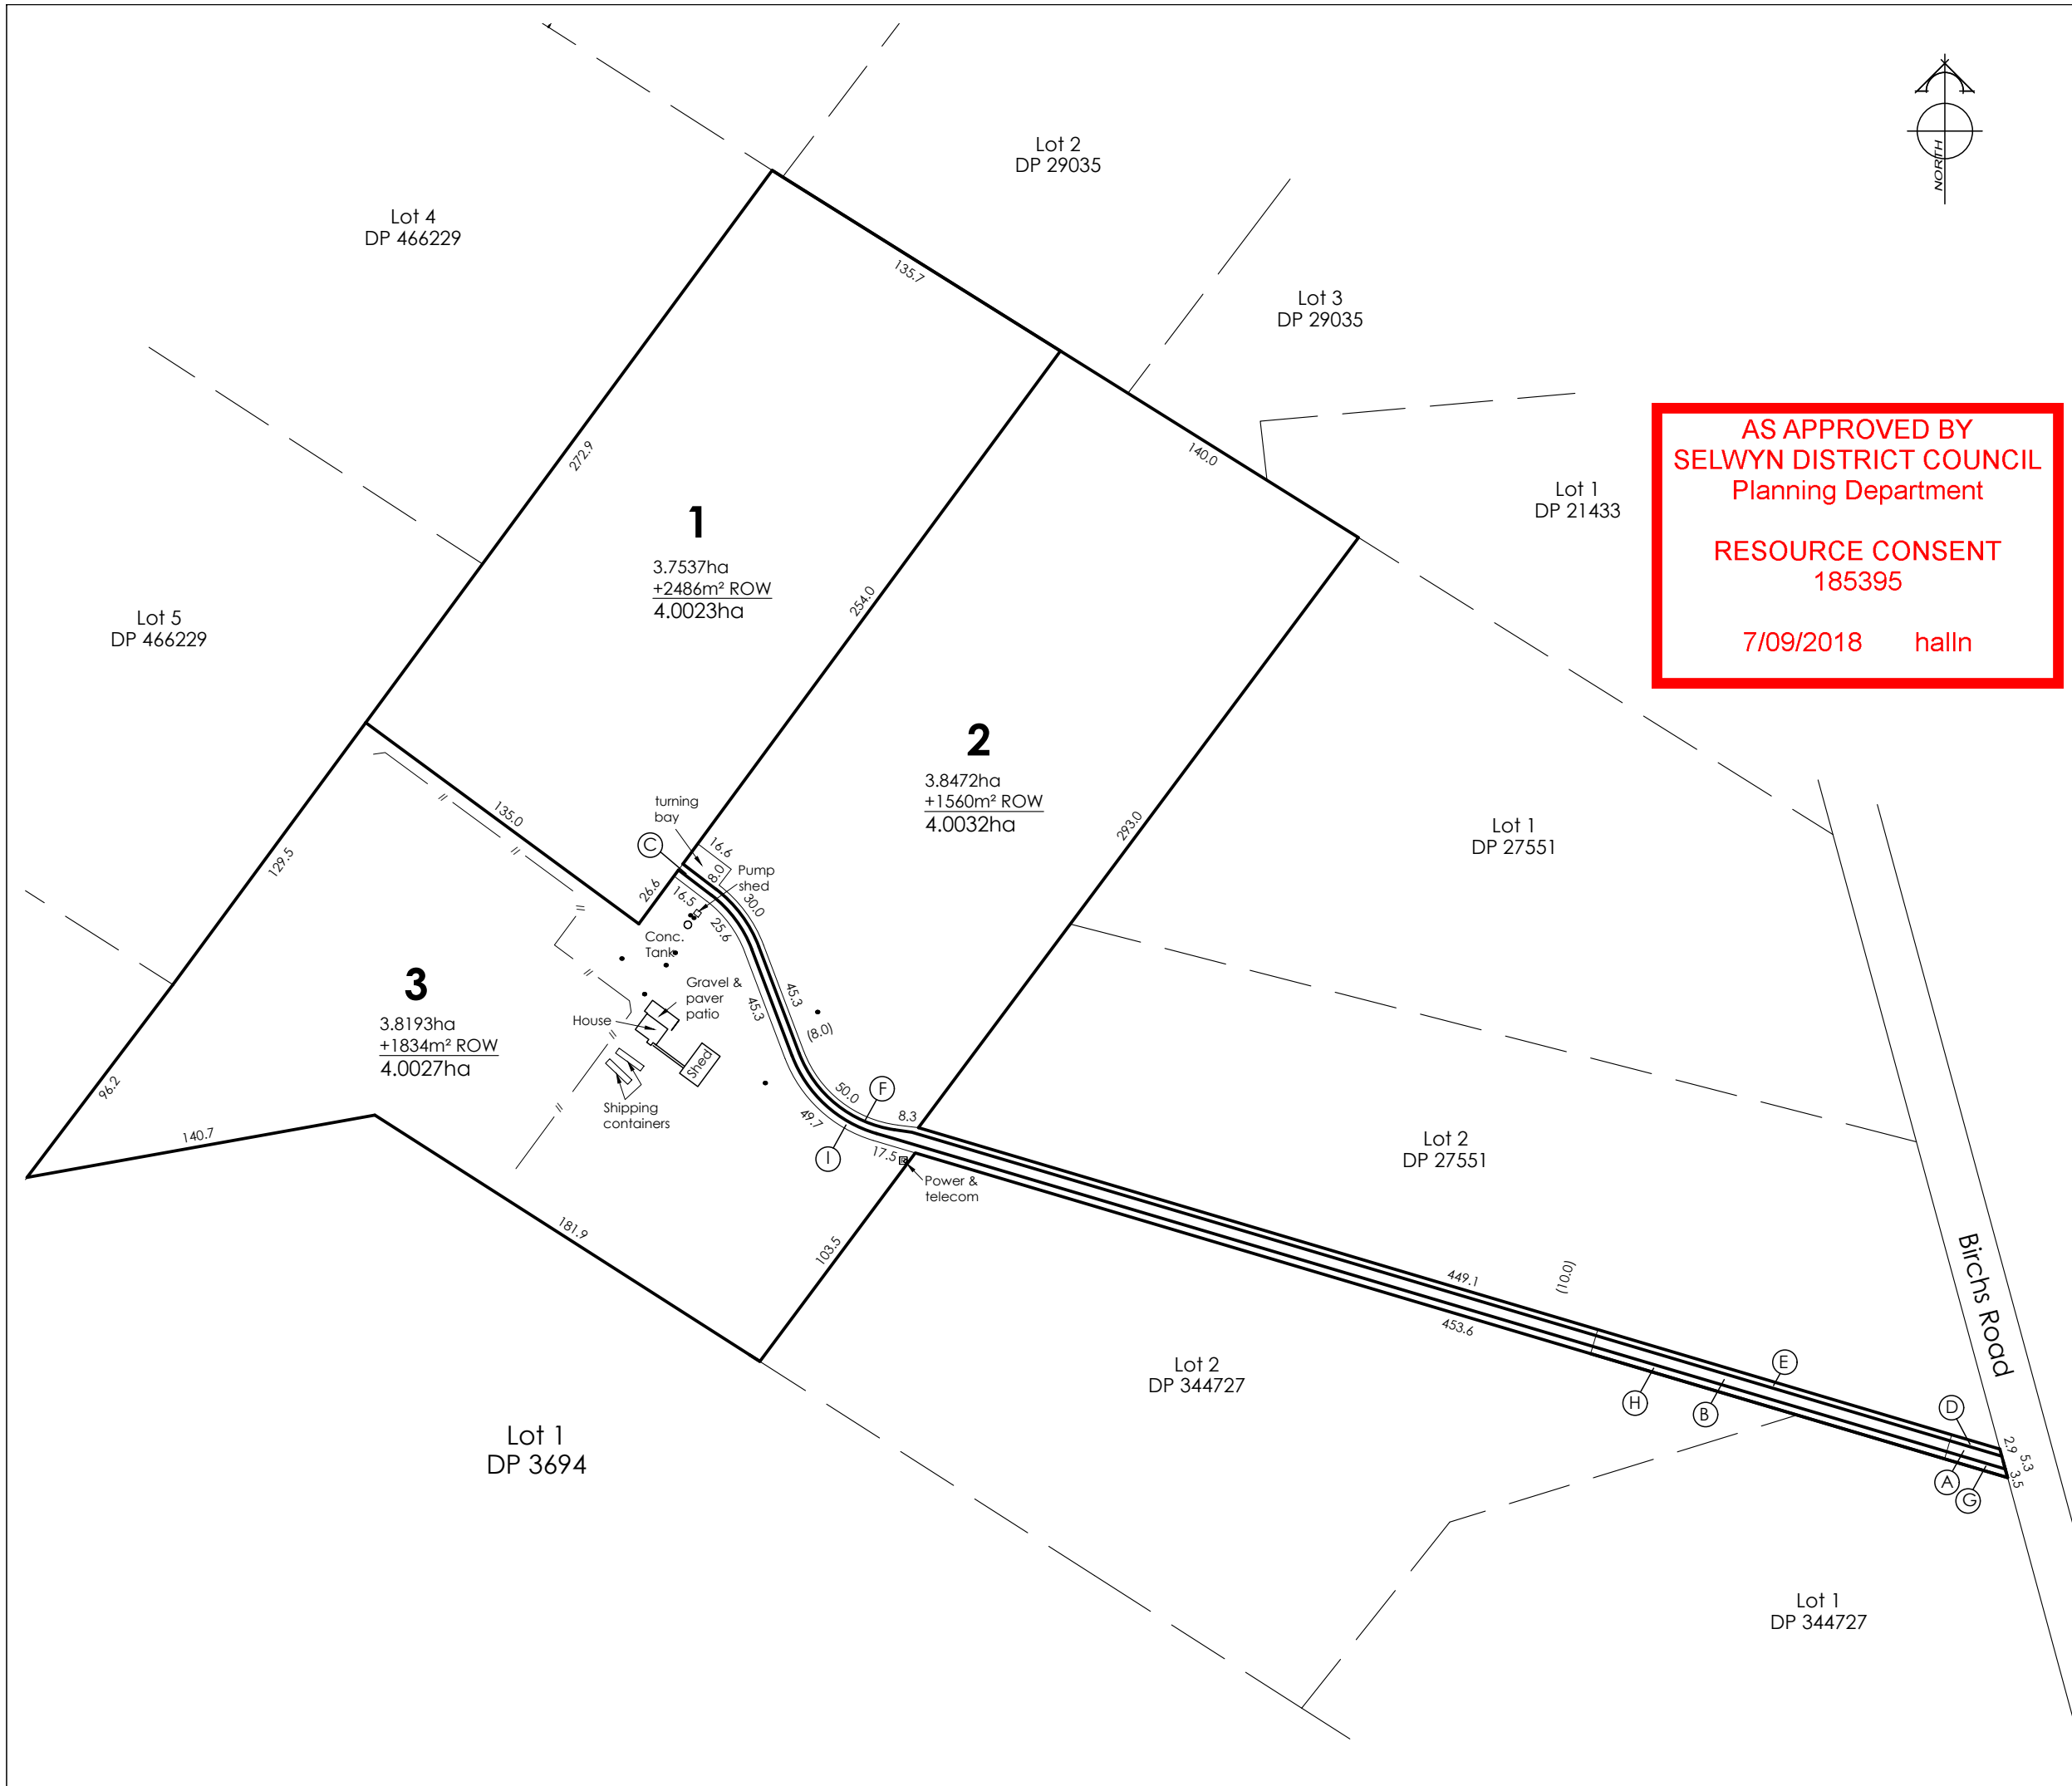 Lot 2
DP 29035
NORTH
Lot 4
DP 466229
135.7
Lot 3
DP 29035
AS APPROVED BY
SELWYN DISTRICT COUNCIL
Planning Department
RESOURCE CONSENT
185395
7/09/2018 halln
272.9
140.0
Lot 1
DP 21433
1
3.7537ha
+2486m² ROW
4.0023ha
Lot 5
DP 466229
254.0
2
3.8472ha
+1560m² ROW
4.0032ha
135.0
turning
bay
C
16.6
8.0
Pump
shed
293.0
Lot 1
DP 27551
129.5
26.6
16.5
30.0
25.6
Conc.
Tank
3
3.8193ha
+1834m² ROW
4.0027ha
Gravel &
paver
patio
House
45.3
45.3
(8.0)
Shed
96.2
Shipping
containers
50.0
F
49.7
8.3
I
17.5
Power &
telecom
140.7
Lot 2
DP 27551
181.9
103.5
Birchs Road
449.1
(10.0)
453.6
Lot 2
DP 344727
E
H
B
D
2.9
5.3
3.5
A
G
Lot 1
DP 3694
Lot 1
DP 344727